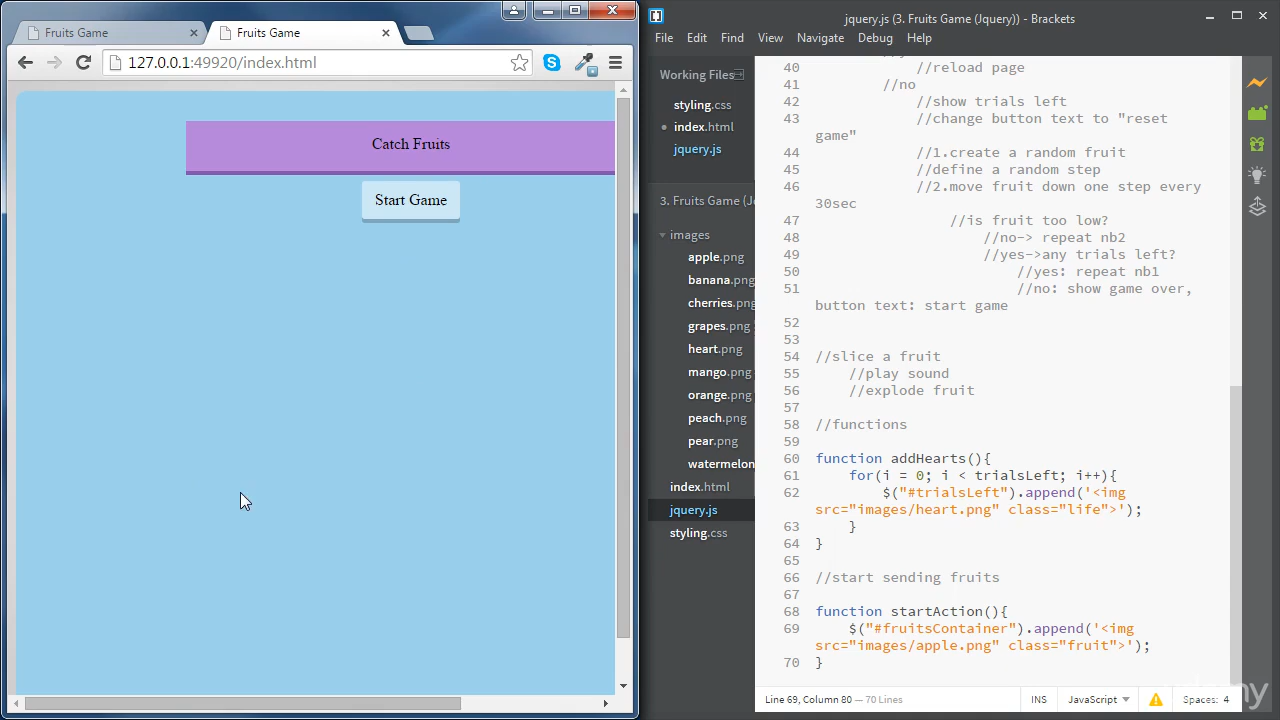 Fruits Game
Fruits Game
127.0.0.1:49920/index.html
Catch Fruits
Start Game
jquery.js (3. Fruits Game (Jquery)) - Brackets
File Edit Find View Navigate Debug Help
Working Files
styling.css
index.html
jquery.js
3. Fruits Game (Jq
images
apple.png
banana.png
cherries.png
grapes.png
heart.png
mango.png
orange.png
peach.png
pear.png
watermelon
index.html
jquery.js
styling.css
40 //reload page
41 //no
42 //show trials left
43 //change button text to "reset
game"
44 //1.create a random fruit
45 //define a random step
46 //2.move fruit down one step every
30sec
47 //is fruit too low?
48 //no-> repeat nb2
49 //yes->any trials left?
50 //yes: repeat nb1
51 //no: show game over,
button text: start game
52
53
54 //slice a fruit
55 //play sound
56 //explode fruit
57
58 //functions
59
60 function addHearts(){
61 for(i = 0; i < trialsLeft; i++){
62 $("#trialsLeft").append('<img
src="images/heart.png" class="life">');
63 }
64 }
65
66 //start sending fruits
67
68 function startAction(){
69 $("#fruitsContainer").append('<img
src="images/apple.png" class="fruit">');
70 }
Line 69, Column 80 — 70 Lines
INS
JavaScript
Spaces: 4